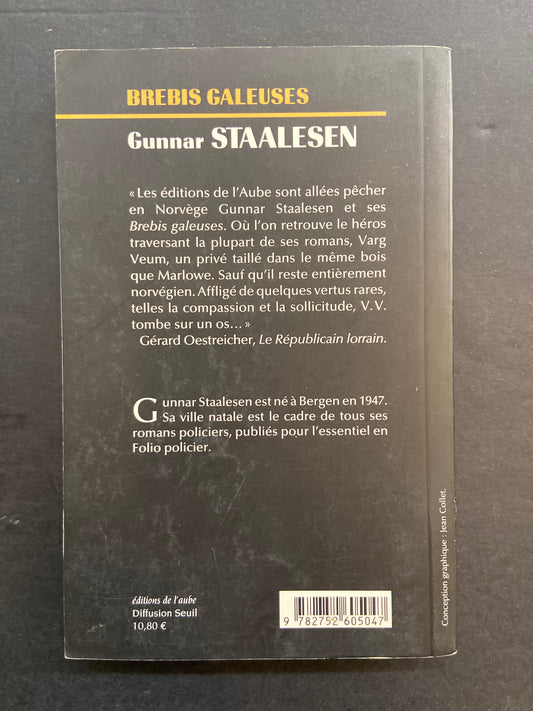 BREBIS GALEUSES
Gunnar STAALESEN
« Les éditions de l'Aube sont allées pêcher
en Norvège Gunnar Staalesen et ses
Brebis galeuses. Où l'on retrouve le héros
traversant la plupart de ses romans, Varg
Veum, un privé taillé dans le même bois
que Marlowe. Sauf qu'il reste entièrement
norvégien. Affligé de quelques vertus rares,
telles la compassion et la sollicitude, V.V.
tombe sur un os... »
Gérard Oestreicher, Le Républicain lorrain.
Gunnar Staalesen est né à Bergen en 1947.
Sa ville natale est le cadre de tous ses
romans policiers, publiés pour l'essentiel en
Folio policier.
éditions de l'aube
Diffusion Seuil
10,80 €
9 782752 605047
Conception graphique : Jean Collet.